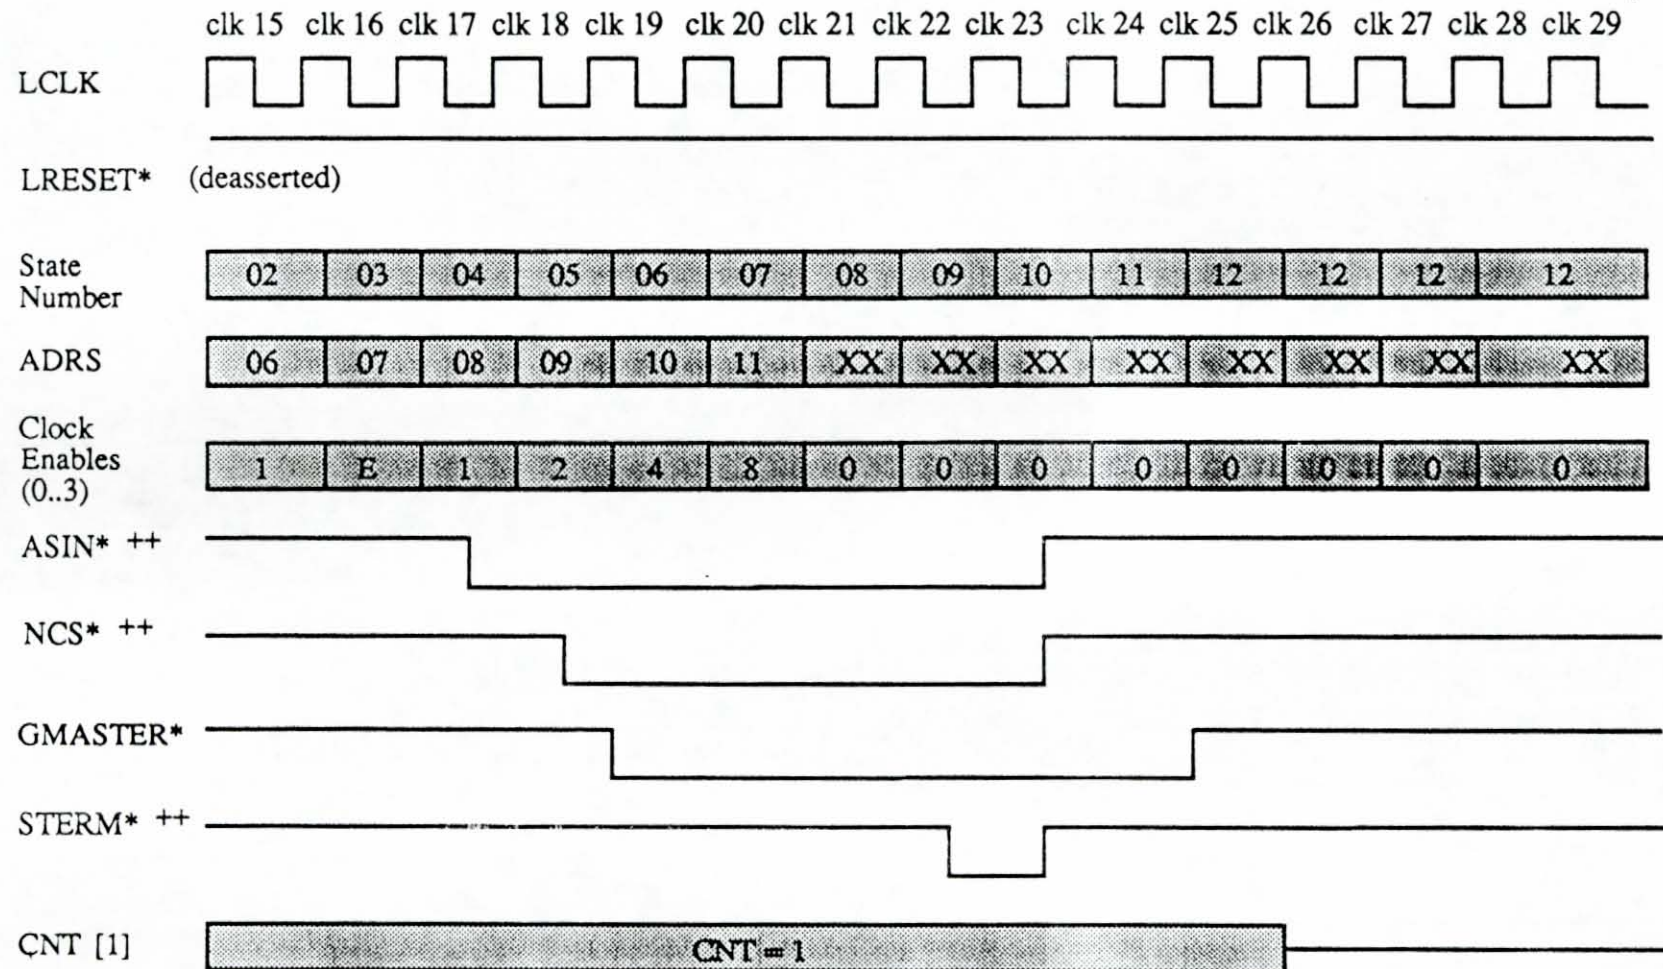 clk 15 clk 16 clk 17 clk 18 clk 19 clk 20 clk 21 clk 22 clk 23 clk 24 clk 25 clk 26 clk 27 clk 28 clk 29
LCLK
LRESET* (deasserted)
State
Number
02 03 04 05 06 07 08 09 10 11 12 12 12 12
ADRS
06 07 08 09 10 11 XX XX XX XX XX XX XX XX
Clock
Enables
(0..3)
1 E 1 2 4 8 0 0 0 0 0 0 0 0
ASIN* ++
NCS* ++
GMASTER*
STERM* ++
CNT [1]
CNT = 1